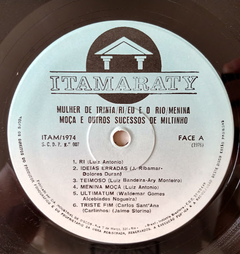 ITAMARATY
MULHER DE TRINTA/RI/EU E O RIO/MENINA
MOÇA E OUTROS SUCESSOS DE MILTINHO
ITAM/1974
FACE A
S. C. D. P. N.º 007
1. RI (Luiz Antonio)
2. IDEIAS ERRADAS (J. Ribamar-
Dolores Duran)
3. TEIMOSO (Luiz Bandeira-Ary Monteiro)
4. MENINA MOÇA (Luiz Antonio)
5. ULTIMATUM (Waldemar Gomes
Alcebiades Nogueira)
6. TRISTE FIM (Carlos Sant'Ana
(Carlinhos) Jaime Storino)